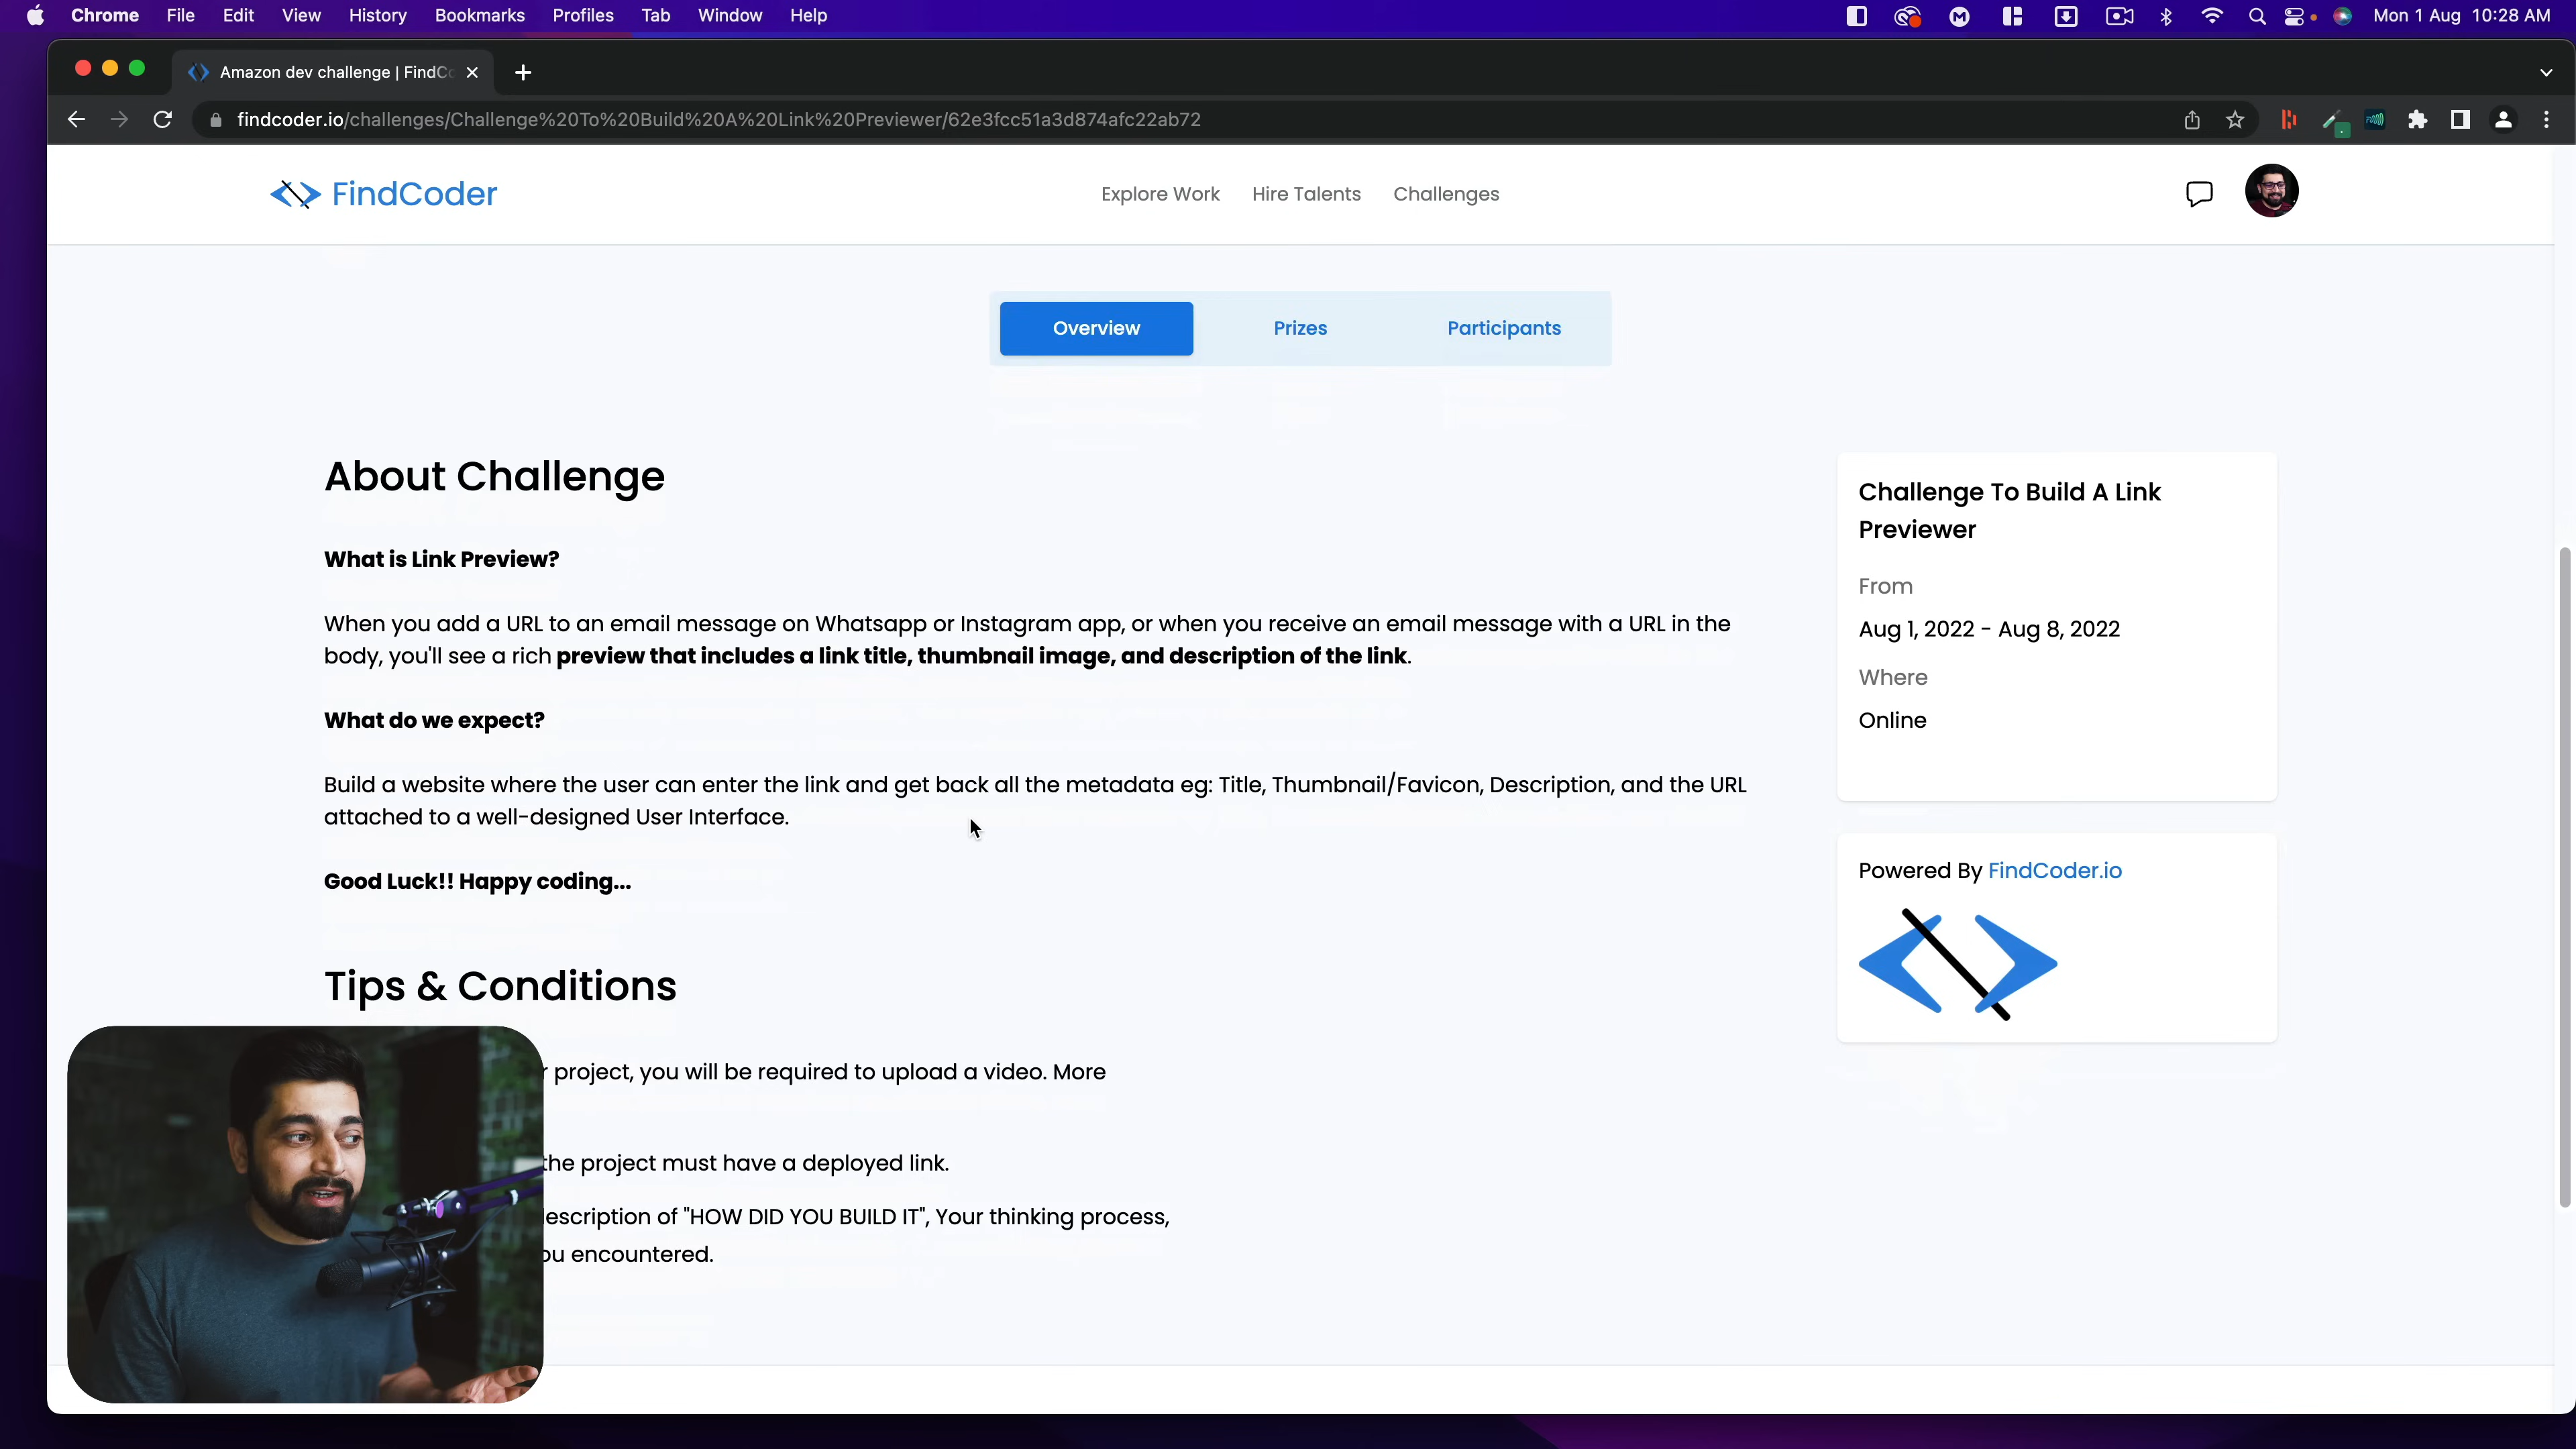 Chrome File Edit View History Bookmarks Profiles Tab Window Help
Mon 1 Aug 10:28 AM
Amazon dev challenge | FindC
findcoder.io/challenges/Challenge%20To%20Build%20A%20Link%20Previewer/62e3fcc51a3d874afc22ab72
FindCoder
Explore Work Hire Talents Challenges
Overview Prizes Participants
About Challenge
What is Link Preview?
When you add a URL to an email message on Whatsapp or Instagram app, or when you receive an email message with a URL in the
body, you'll see a rich preview that includes a link title, thumbnail image, and description of the link.
What do we expect?
Build a website where the user can enter the link and get back all the metadata eg: Title, Thumbnail/Favicon, Description, and the URL
attached to a well-designed User Interface.
Good Luck!! Happy coding...
Tips & Conditions
project, you will be required to upload a video. More
the project must have a deployed link.
escription of "HOW DID YOU BUILD IT", Your thinking process,
ou encountered.
Challenge To Build A Link
Previewer
From
Aug 1, 2022 - Aug 8, 2022
Where
Online
Powered By FindCoder.io